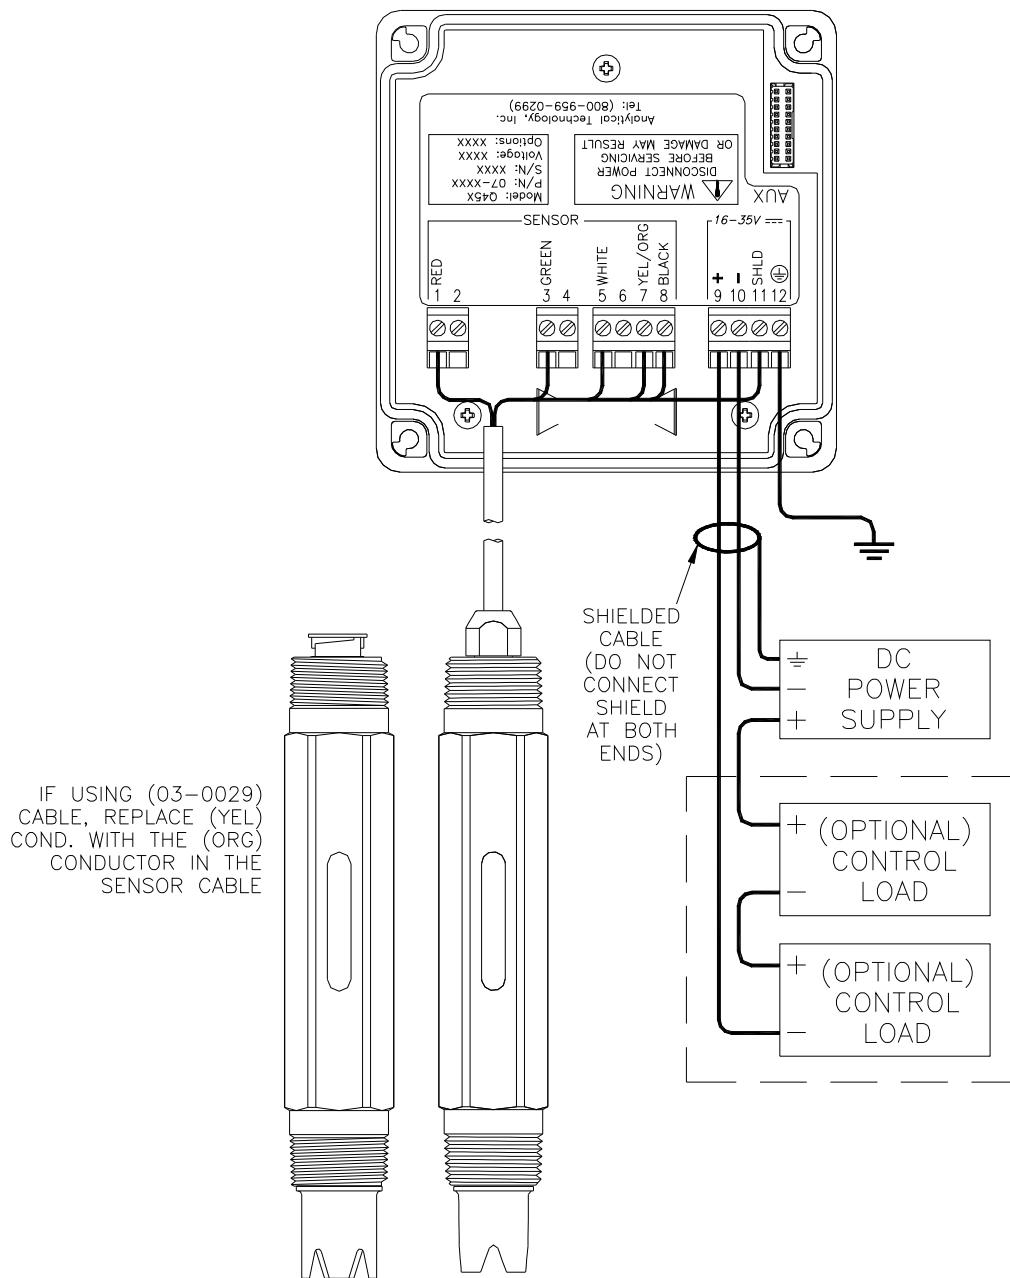 Tel: (800-959-0299)
Analytical Technology, Inc.
Model: Q45X
P/N: 07-XXXX
S/N: XXXX
Voltage: XXXX
Options: XXXX
WARNING
DISCONNECT POWER
BEFORE SERVICING
OR DAMAGE MAY RESULT
AUX
SENSOR
16-35V
RED
GREEN
WHITE
YEL/ORG
BLACK
+
-
SHLD
1 2 3 4 5 6 7 8 9 10 11 12
SHIELDED
CABLE
(DO NOT
CONNECT
SHIELD
AT BOTH
ENDS)
DC
POWER
SUPPLY
-
+
IF USING (03-0029)
CABLE, REPLACE (YEL)
COND. WITH THE (ORG)
CONDUCTOR IN THE
SENSOR CABLE
+
(OPTIONAL)
CONTROL
LOAD
-
+
(OPTIONAL)
CONTROL
LOAD
-